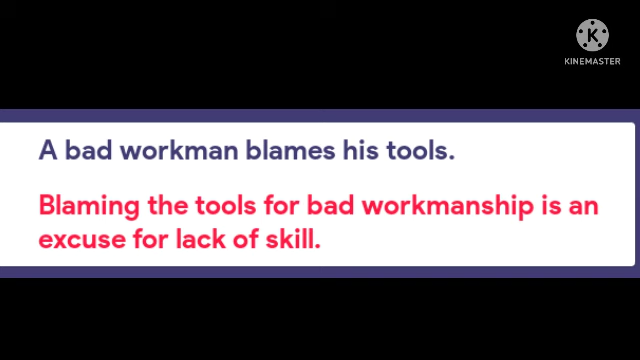 KINEMASTER
A bad workman blames his tools.
Blaming the tools for bad workmanship is an
excuse for lack of skill.